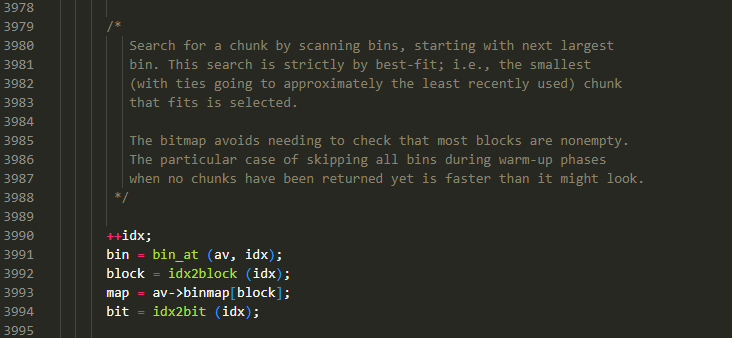 3978
3979 /*
3980 Search for a chunk by scanning bins, starting with next largest
3981 bin. This search is strictly by best-fit; i.e., the smallest
3982 (with ties going to approximately the least recently used) chunk
3983 that fits is selected.
3984
3985 The bitmap avoids needing to check that most blocks are nonempty.
3986 The particular case of skipping all bins during warm-up phases
3987 when no chunks have been returned yet is faster than it might look.
3988 */
3989
3990 ++idx;
3991 bin = bin_at (av, idx);
3992 block = idx2block (idx);
3993 map = av->binmap[block];
3994 bit = idx2bit (idx);
3995